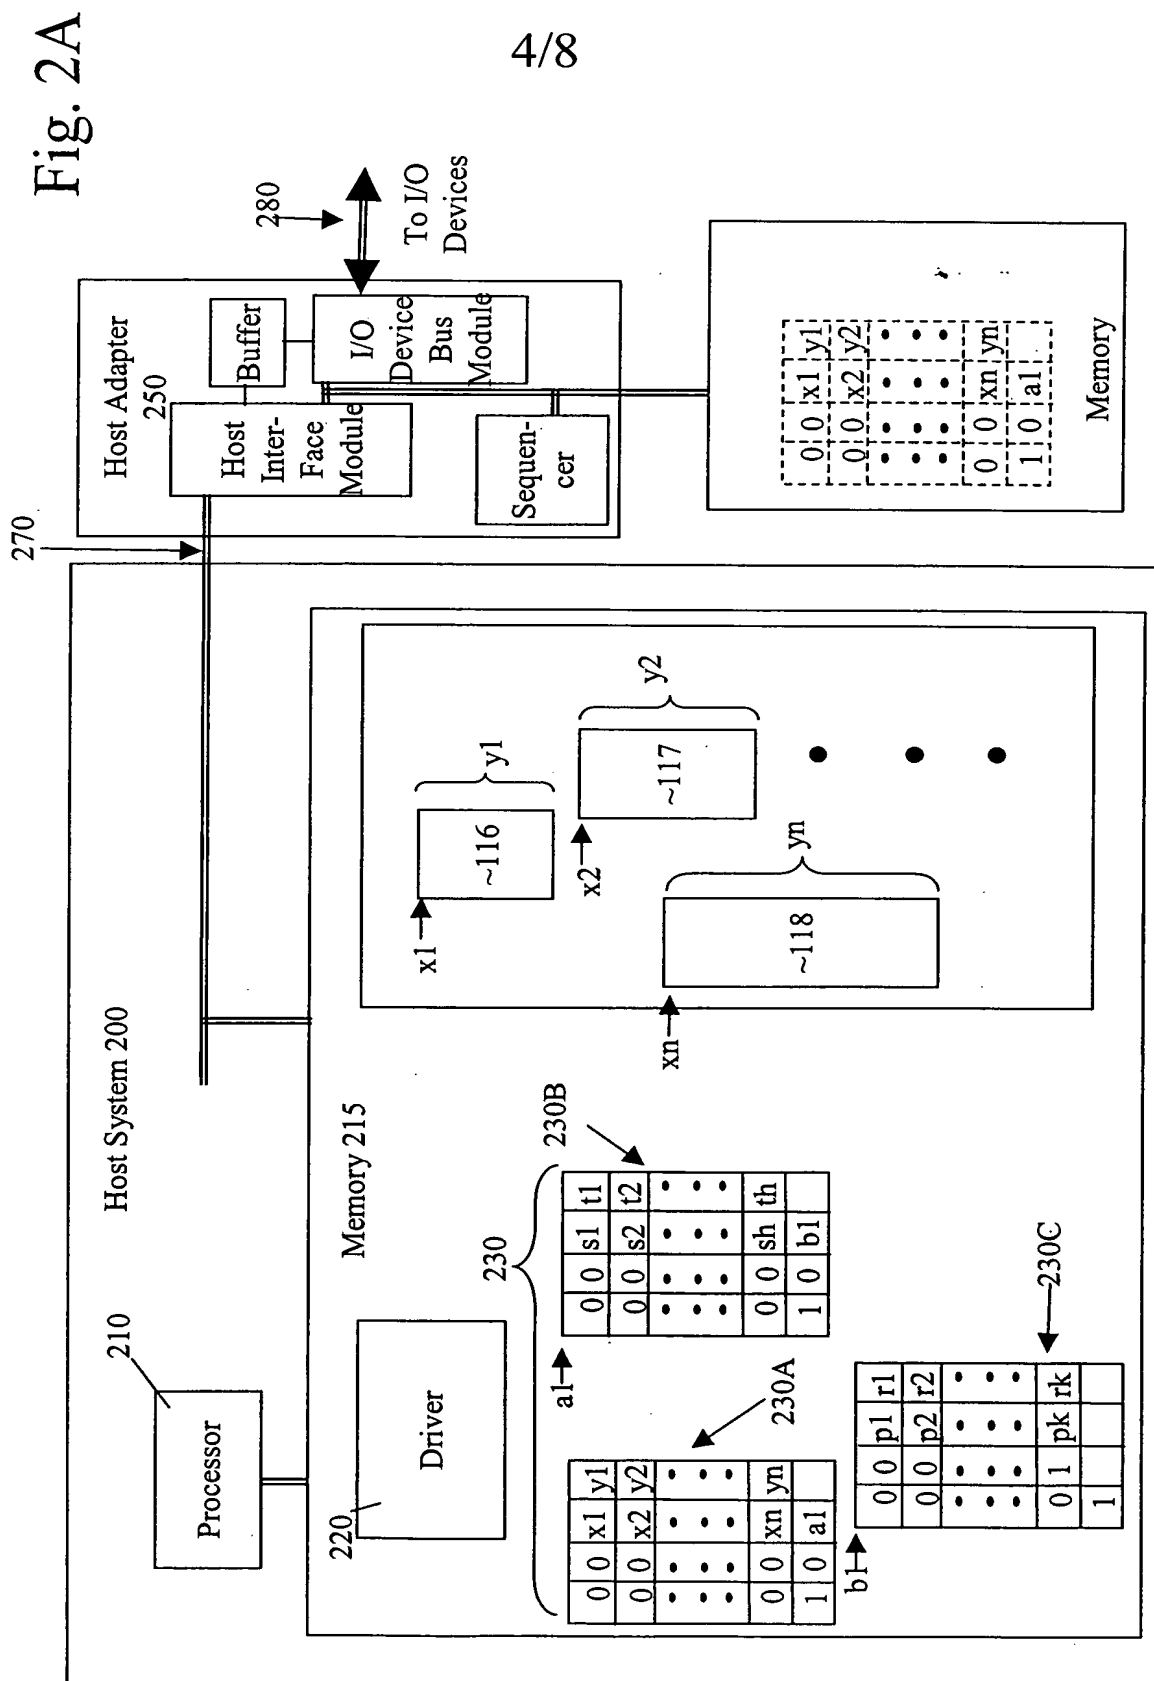 4/8
Fig. 2A
Host System 200
210
Processor
270
Host Adapter
250
Host
Inter-
Face
Module
Buffer
I/O
Device
Bus
Module
Sequen-
cer
280
To I/O
Devices
Memory
0 0 x1 y1
0 0 x2 y2
0 0 xn yn
1 0 a1
Memory 215
220
Driver
230
230A
0 0 x1 y1
0 0 x2 y2
0 0 xn yn
1 0 a1
a1
230B
0 0 s1 t1
0 0 s2 t2
0 0 sh th
1 0 b1
b1
230C
0 0 p1 r1
0 0 p2 r2
0 1 pk rk
1
x1
~116
y1
x2
~117
y2
xn
~118
yn